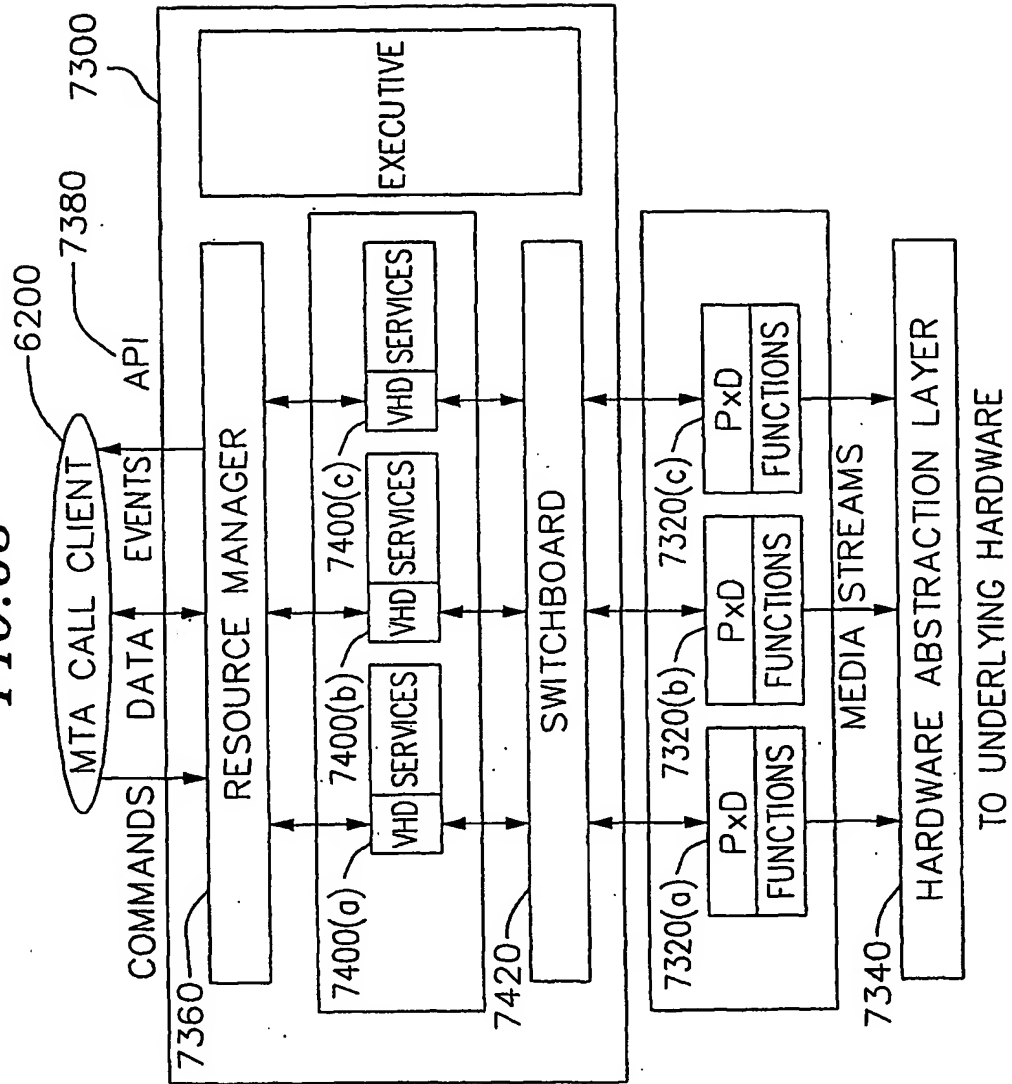 6200
7380
7300
MTA CALL CLIENT
API
COMMANDS
DATA
EVENTS
7360
RESOURCE MANAGER
EXECUTIVE
7400(a)
7400(b)
7400(c)
VHD SERVICES
VHD SERVICES
VHD SERVICES
7420
SWITCHBOARD
7320(a)
7320(b)
7320(c)
PxD
FUNCTIONS
PxD
FUNCTIONS
PxD
FUNCTIONS
MEDIA STREAMS
7340
HARDWARE ABSTRACTION LAYER
TO UNDERLYING HARDWARE